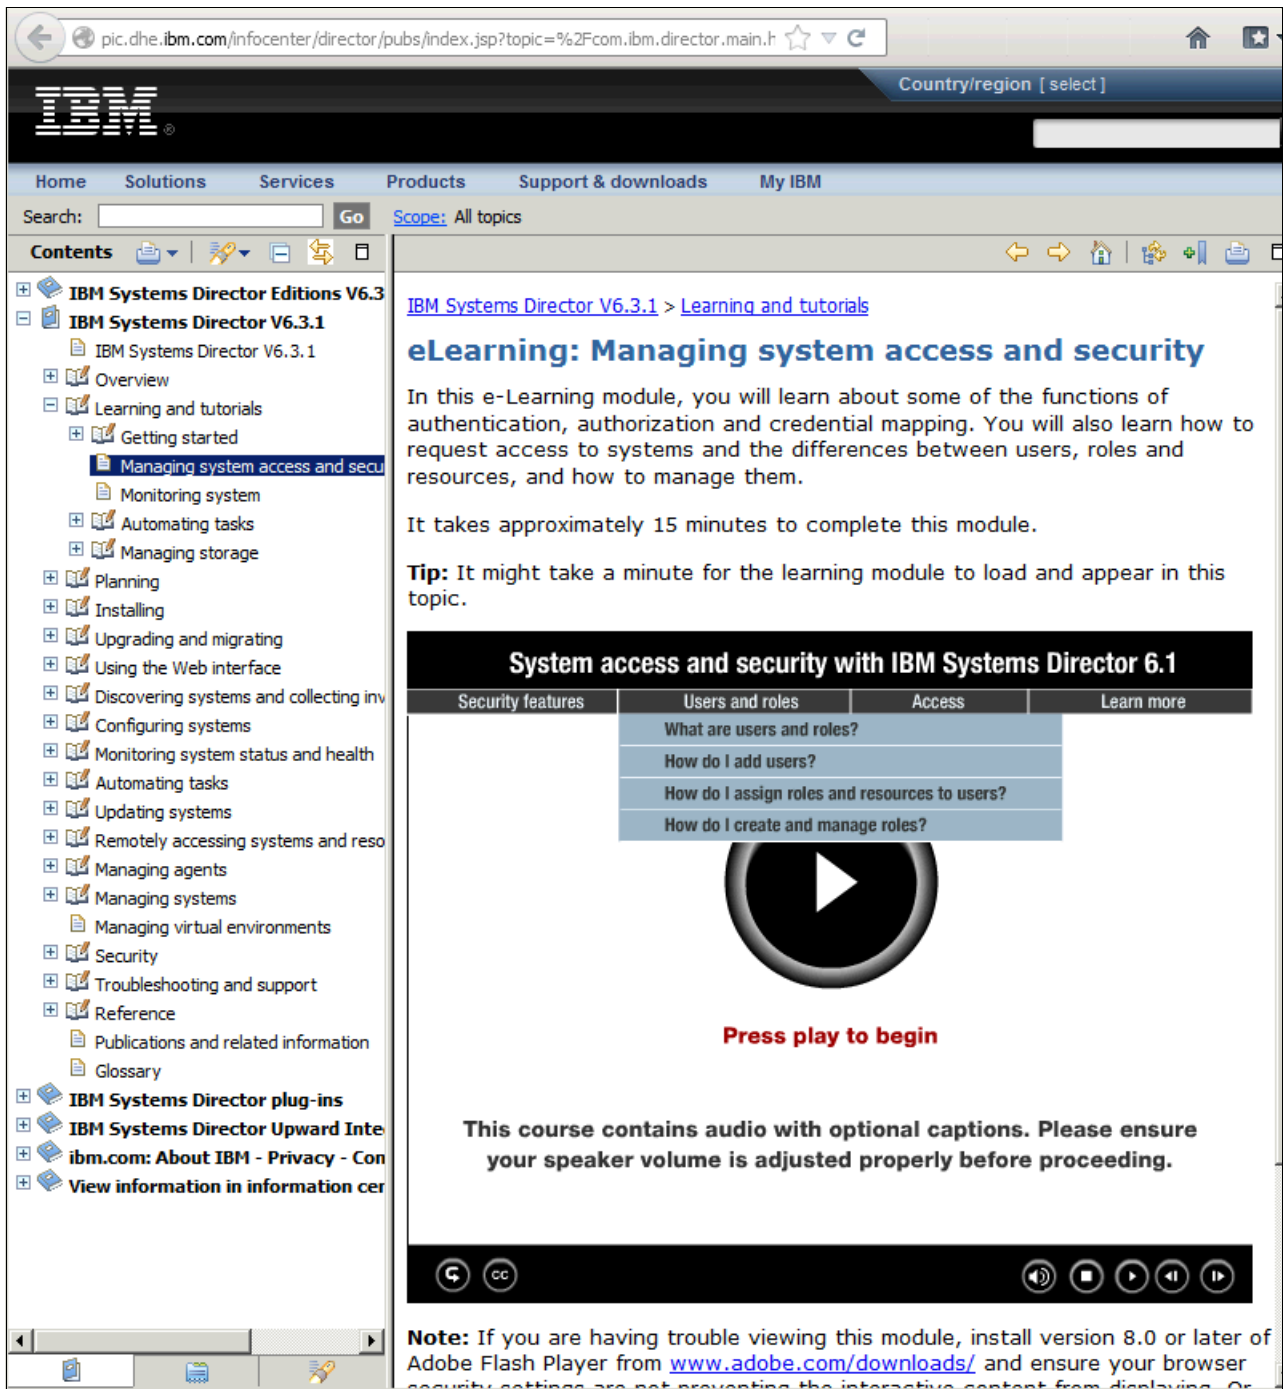 pic.dhe.ibm.com/infocenter/director/pubs/index.jsp?topic=%2Fcom.ibm.director.main.h
Country/region [ select ]
IBM ®
Home Solutions Services Products Support & downloads My IBM
Search: Go Scope: All topics
Contents
IBM Systems Director Editions V6.3
IBM Systems Director V6.3.1
IBM Systems Director V6.3.1
Overview
Learning and tutorials
Getting started
Managing system access and secu
Monitoring system
Automating tasks
Managing storage
Planning
Installing
Upgrading and migrating
Using the Web interface
Discovering systems and collecting inv
Configuring systems
Monitoring system status and health
Automating tasks
Updating systems
Remotely accessing systems and reso
Managing agents
Managing systems
Managing virtual environments
Security
Troubleshooting and support
Reference
Publications and related information
Glossary
IBM Systems Director plug-ins
IBM Systems Director Upward Inte
ibm.com: About IBM - Privacy - Con
View information in information cer
IBM Systems Director V6.3.1 > Learning and tutorials
eLearning: Managing system access and security
In this e-Learning module, you will learn about some of the functions of
authentication, authorization and credential mapping. You will also learn how to
request access to systems and the differences between users, roles and
resources, and how to manage them.
It takes approximately 15 minutes to complete this module.
Tip: It might take a minute for the learning module to load and appear in this
topic.
System access and security with IBM Systems Director 6.1
Security features Users and roles Access Learn more
What are users and roles?
How do I add users?
How do I assign roles and resources to users?
How do I create and manage roles?
Press play to begin
This course contains audio with optional captions. Please ensure
your speaker volume is adjusted properly before proceeding.
CC
Note: If you are having trouble viewing this module, install version 8.0 or later of
Adobe Flash Player from www.adobe.com/downloads/ and ensure your browser
security settings are not preventing the interactive content from displaying. Or